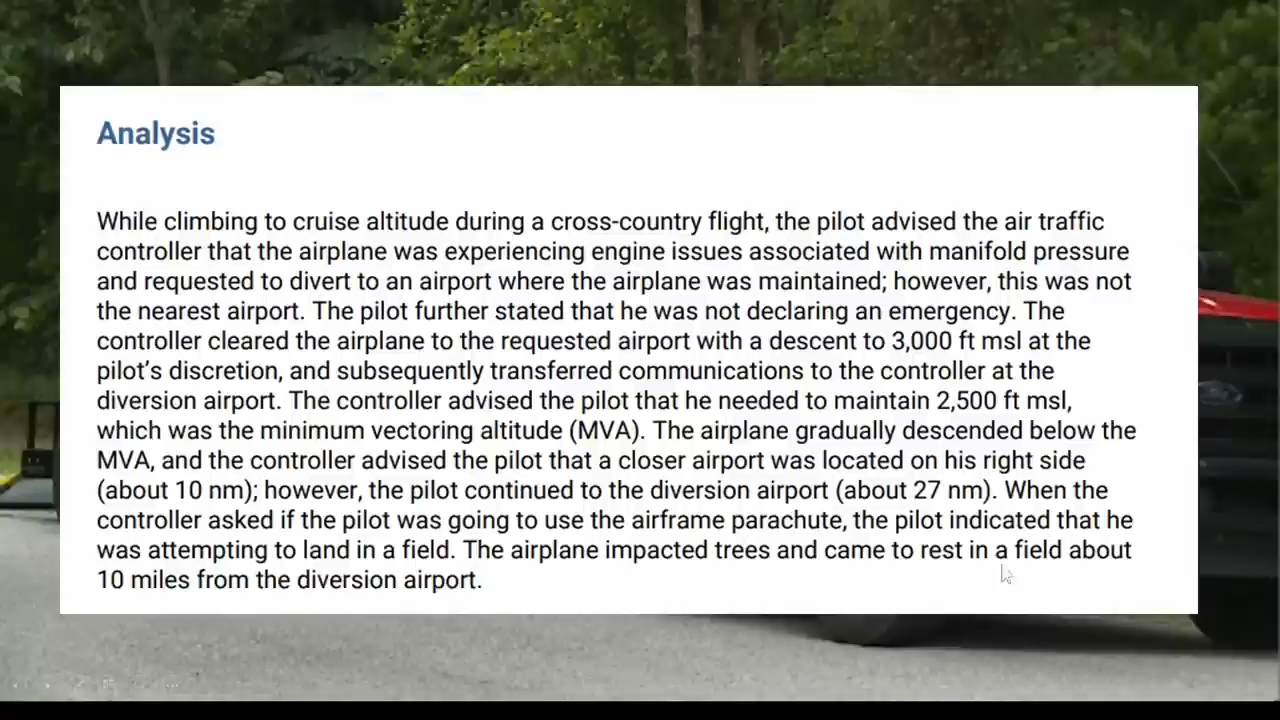 Analysis
While climbing to cruise altitude during a cross-country flight, the pilot advised the air traffic
controller that the airplane was experiencing engine issues associated with manifold pressure
and requested to divert to an airport where the airplane was maintained; however, this was not
the nearest airport. The pilot further stated that he was not declaring an emergency. The
controller cleared the airplane to the requested airport with a descent to 3,000 ft msl at the
pilot's discretion, and subsequently transferred communications to the controller at the
diversion airport. The controller advised the pilot that he needed to maintain 2,500 ft msl,
which was the minimum vectoring altitude (MVA). The airplane gradually descended below the
MVA, and the controller advised the pilot that a closer airport was located on his right side
(about 10 nm); however, the pilot continued to the diversion airport (about 27 nm). When the
controller asked if the pilot was going to use the airframe parachute, the pilot indicated that he
was attempting to land in a field. The airplane impacted trees and came to rest in a field about
10 miles from the diversion airport.